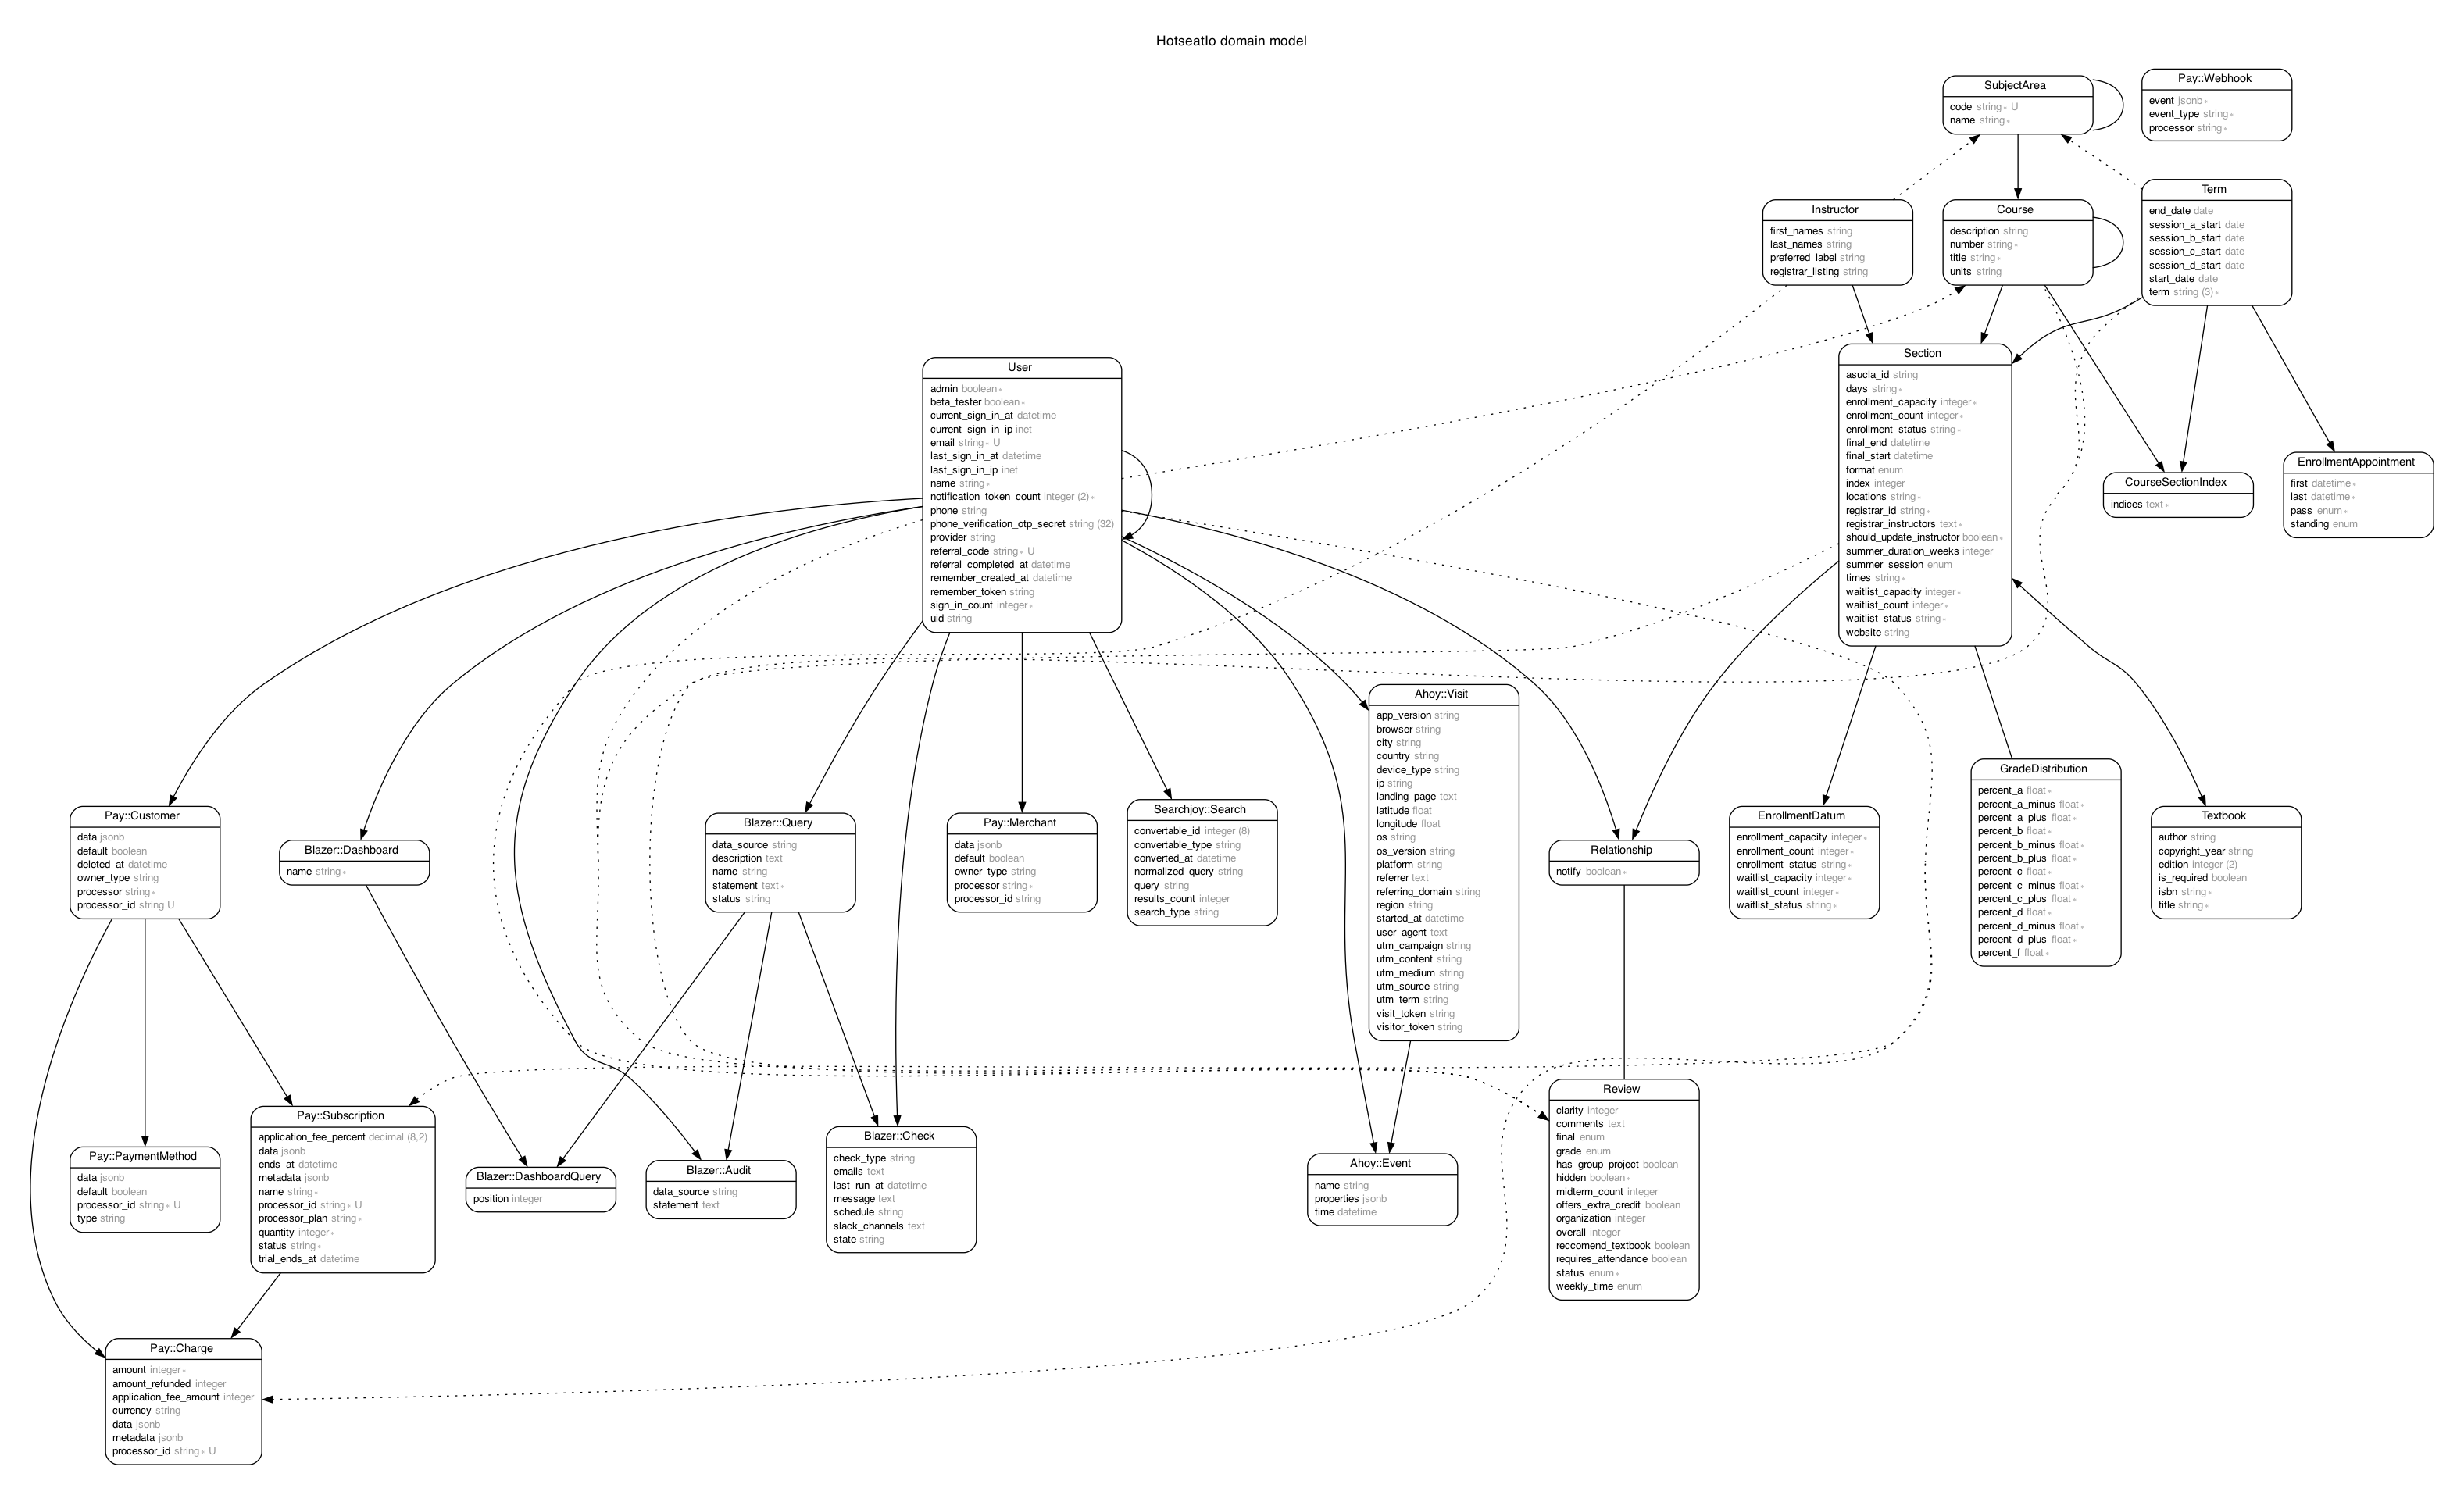 HotseatIo domain model
SubjectArea
code string∗ U
name string∗
Pay::Webhook
event jsonb∗
event_type string∗
processor string∗
Instructor
first_names string
last_names string
preferred_label string
registrar_listing string
Course
description string
number string∗
title string∗
units string
Term
end_date date
session_a_start date
session_b_start date
session_c_start date
session_d_start date
start_date date
term string (3)∗
User
admin boolean∗
beta_tester boolean∗
current_sign_in_at datetime
current_sign_in_ip inet
email string∗ U
last_sign_in_at datetime
last_sign_in_ip inet
name string∗
notification_token_count integer (2)∗
phone string
phone_verification_otp_secret string (32)
provider string
referral_code string∗ U
referral_completed_at datetime
remember_created_at datetime
remember_token string
sign_in_count integer∗
uid string
Section
asucla_id string
days string∗
enrollment_capacity integer∗
enrollment_count integer∗
enrollment_status string∗
final_end datetime
final_start datetime
format enum
index integer
locations string∗
registrar_id string∗
registrar_instructors text∗
should_update_instructor boolean∗
summer_duration_weeks integer
summer_session enum
times string∗
waitlist_capacity integer∗
waitlist_count integer∗
waitlist_status string∗
website string
CourseSectionIndex
indices text∗
EnrollmentAppointment
first datetime∗
last datetime∗
pass enum∗
standing enum
Pay::Customer
data jsonb
default boolean
deleted_at datetime
owner_type string
processor string∗
processor_id string U
Blazer::Dashboard
name string∗
Blazer::Query
data_source string
description text
name string
statement text∗
status string
Pay::Merchant
data jsonb
default boolean
owner_type string
processor string∗
processor_id string
Searchjoy::Search
convertable_id integer (8)
convertable_type string
converted_at datetime
normalized_query string
query string
results_count integer
search_type string
Ahoy::Visit
app_version string
browser string
city string
country string
device_type string
ip string
landing_page text
latitude float
longitude float
os string
os_version string
platform string
referrer text
referring_domain string
region string
started_at datetime
user_agent text
utm_campaign string
utm_content string
utm_medium string
utm_source string
utm_term string
visit_token string
visitor_token string
Relationship
notify boolean∗
EnrollmentDatum
enrollment_capacity integer∗
enrollment_count integer∗
enrollment_status string∗
waitlist_capacity integer∗
waitlist_count integer∗
waitlist_status string∗
GradeDistribution
percent_a float∗
percent_a_minus float∗
percent_a_plus float∗
percent_b float∗
percent_b_minus float∗
percent_b_plus float∗
percent_c float∗
percent_c_minus float∗
percent_c_plus float∗
percent_d float∗
percent_d_minus float∗
percent_d_plus float∗
percent_f float∗
Textbook
author string
copyright_year string
edition integer (2)
is_required boolean
isbn string∗
title string∗
Pay::PaymentMethod
data jsonb
default boolean
processor_id string∗ U
type string
Pay::Subscription
application_fee_percent decimal (8,2)
data jsonb
ends_at datetime
metadata jsonb
name string∗
processor_id string∗ U
processor_plan string∗
quantity integer∗
status string∗
trial_ends_at datetime
Blazer::DashboardQuery
position integer
Blazer::Audit
data_source string
statement text
Blazer::Check
check_type string
emails text
last_run_at datetime
message text
schedule string
slack_channels text
state string
Ahoy::Event
name string
properties jsonb
time datetime
Review
clarity integer
comments text
final enum
grade enum
has_group_project boolean
hidden boolean∗
midterm_count integer
offers_extra_credit boolean
organization integer
overall integer
reccomend_textbook boolean
requires_attendance boolean
status enum∗
weekly_time enum
Pay::Charge
amount integer∗
amount_refunded integer
application_fee_amount integer
currency string
data jsonb
metadata jsonb
processor_id string∗ U